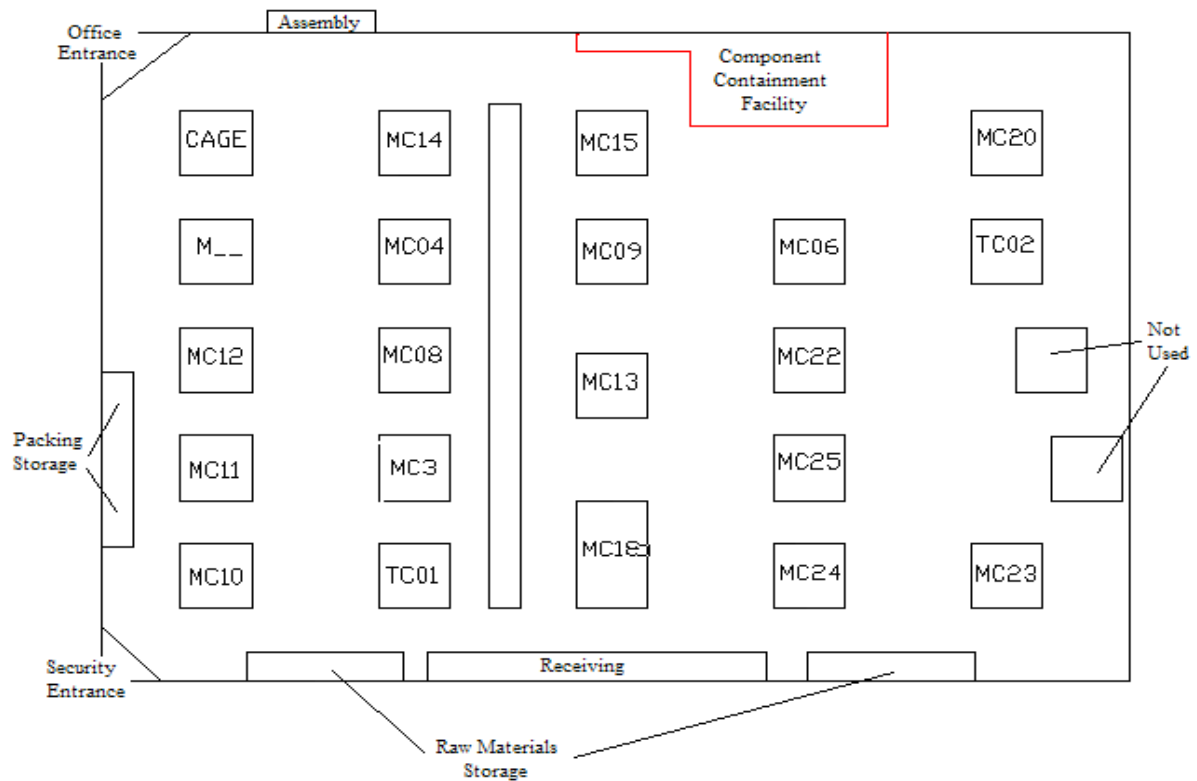 Assembly
Office
Entrance
Component
Containment
Facility
CAGE
MC14
MC15
MC20
M__
MC04
MC09
MC06
TC02
MC12
MC08
MC13
MC22
Not
Used
Packing
Storage
MC11
MC3
MC25
MC10
TC01
MC18
MC24
MC23
Security
Entrance
Receiving
Raw Materials
Storage